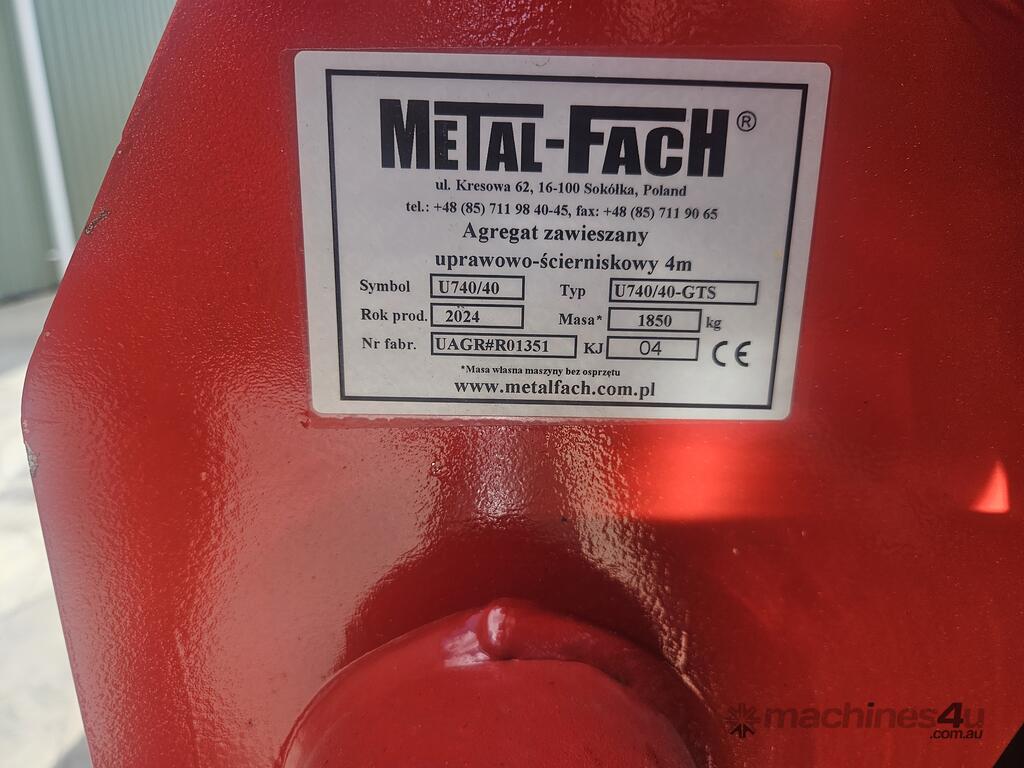 METAL-FACH®
ul. Kresowa 62, 16-100 Sokółka, Poland
tel.: +48 (85) 711 98 40-45, fax: +48 (85) 711 90 65
Agregat zawieszany
uprawowo-ścierniskowy 4m
Symbol U740/40 Typ U740/40-GTS
Rok prod. 2024 Masa* 1850 kg
Nr fabr. UAGR#R01351 KJ 04 CE
*Masa własna maszyny bez osprzętu
www.metalfach.com.pl
machines4u
.com.au